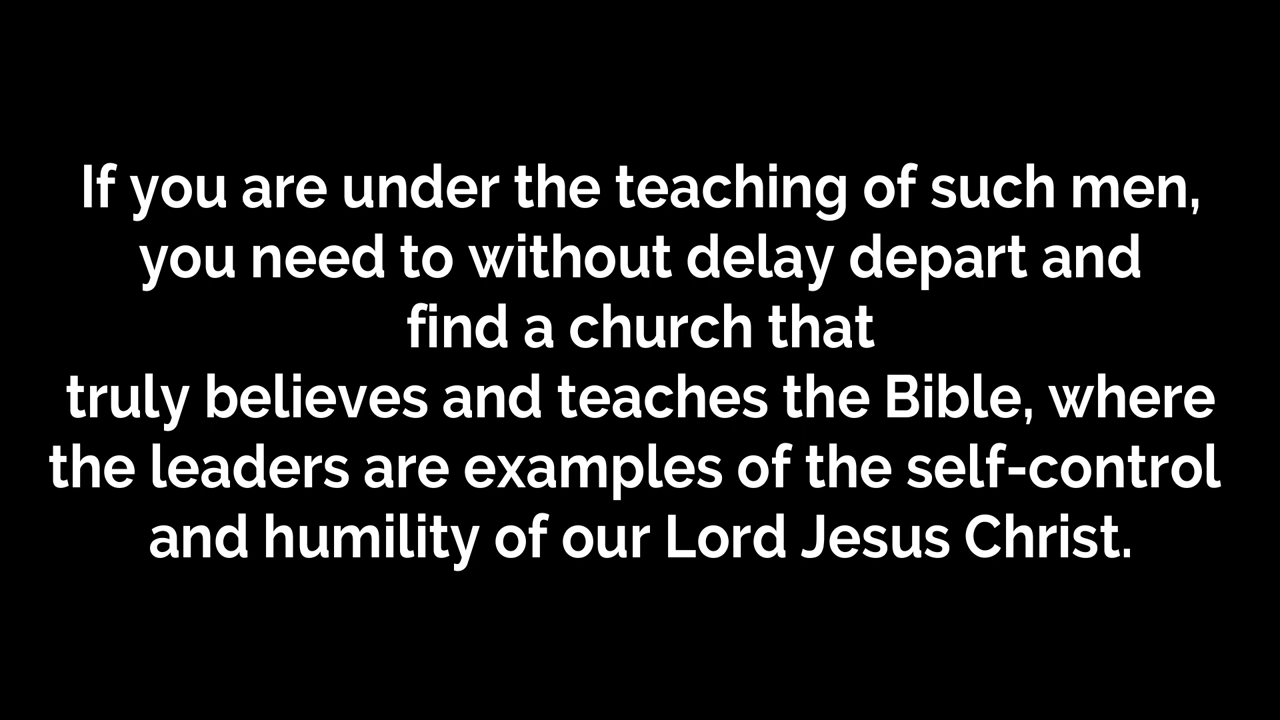 If you are under the teaching of such men,
you need to without delay depart and
find a church that
truly believes and teaches the Bible, where
the leaders are examples of the self-control
and humility of our Lord Jesus Christ.